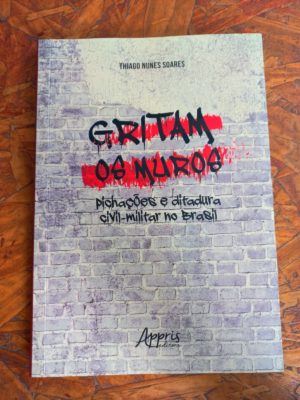 THIAGO NUNES SOARES
GRITAM
OS MUROS
pichações e ditadura
civil-militar no Brasil
Appris